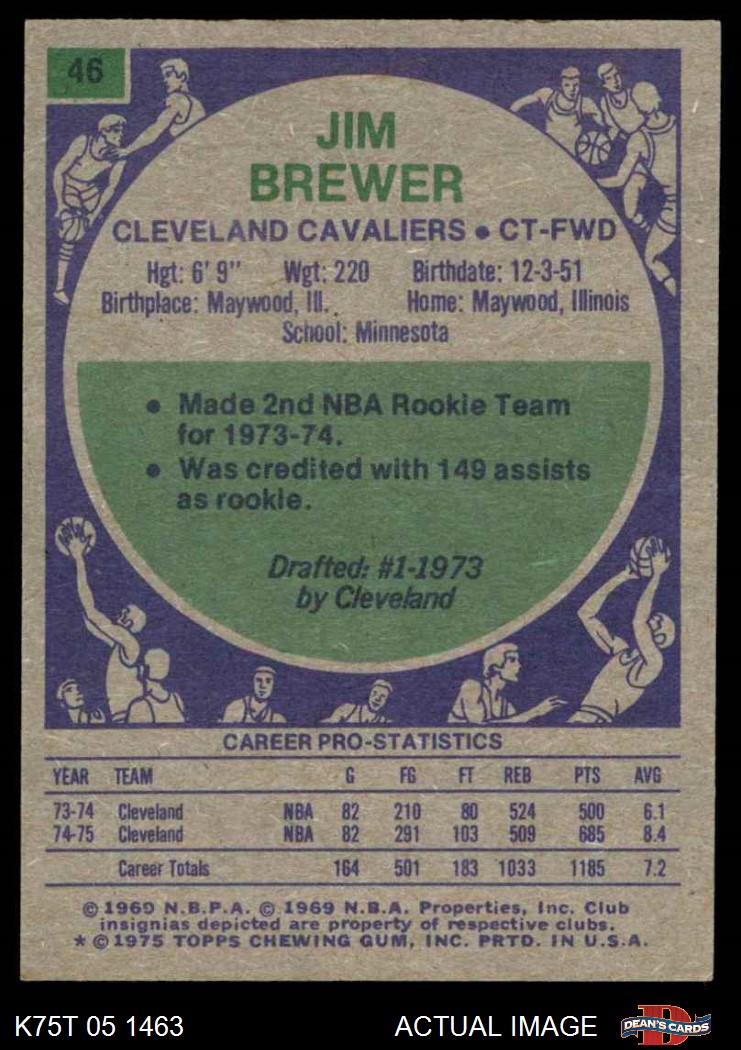 46
JIM
BREWER
CLEVELAND CAVALIERS • CT-FWD
Hgt: 6' 9" Wgt: 220 Birthdate: 12-3-51
Birthplace: Maywood, Ill. Home: Maywood, Illinois
School: Minnesota
• Made 2nd NBA Rookie Team
for 1973-74.
• Was credited with 149 assists
as rookie.
Drafted: #1-1973
by Cleveland
CAREER PRO-STATISTICS
YEAR TEAM G FG FT REB PTS AVG
73-74 Cleveland NBA 82 210 80 524 500 6.1
74-75 Cleveland NBA 82 291 103 509 685 8.4
Career Totals 164 501 183 1033 1185 7.2
© 1969 N.B.P.A. © 1969 N.B.A. Properties, Inc. Club
insignias depicted are property of respective clubs.
* © 1975 TOPPS CHEWING GUM, INC. PRTD. IN U.S.A.
K75T 05 1463 ACTUAL IMAGE DEAN'S CARDS